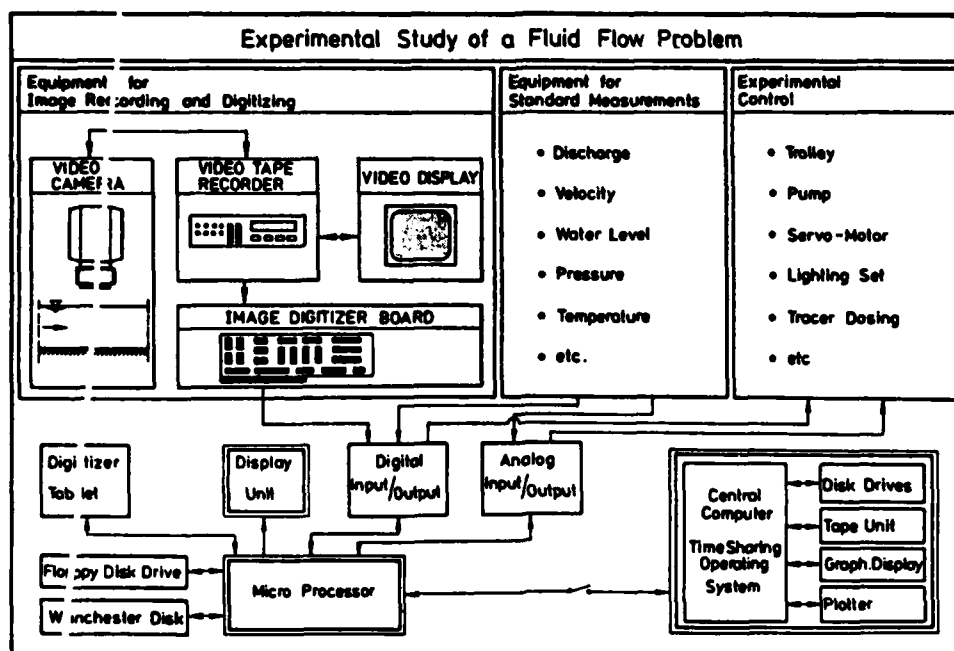 Experimental Study of a Fluid Flow Problem
Equipment for
Image Recording and Digitizing
VIDEO
CAMERA
VIDEO TAPE
RECORDER
VIDEO DISPLAY
IMAGE DIGITIZER BOARD
Equipment for
Standard Measurements
• Discharge
• Velocity
• Water Level
• Pressure
• Temperature
• etc.
Experimental
Control
• Trolley
• Pump
• Servo-Motor
• Lighting Set
• Tracer Dosing
• etc
Digitizer
Tablet
Display
Unit
Digital
Input/Output
Analog
Input/Output
Floppy Disk Drive
Winchester Disk
Micro Processor
Central
Computer
Time Sharing
Operating
System
Disk Drives
Tape Unit
Graph. Display
Plotter